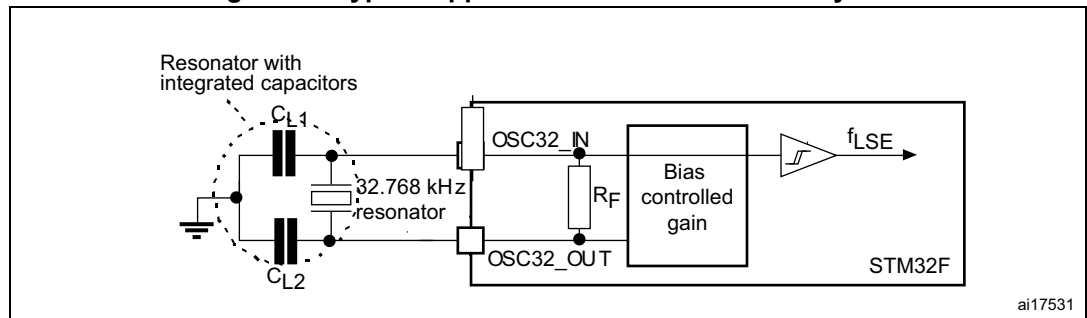 Resonator with
integrated capacitors
CL1
OSC32_IN
fLSE
32.768 kHz
resonator
RF
Bias
controlled
gain
OSC32_OUT
STM32F
CL2
ai17531